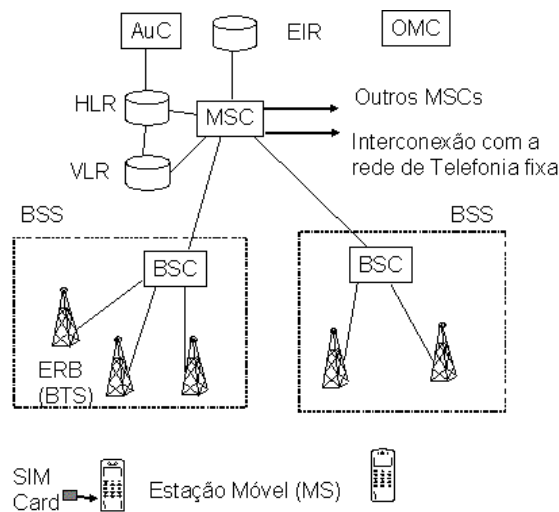 AuC
EIR
OMC
HLR
MSC
Outros MSCs
Interconexão com a
rede de Telefonia fixa
VLR
BSS
BSS
BSC
BSC
ERB
(BTS)
SIM
Card
Estação Móvel (MS)